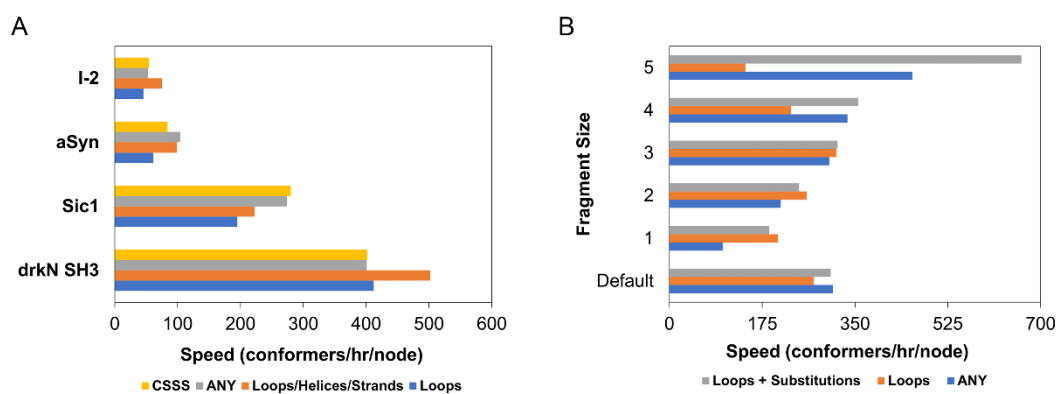 A
I-2
aSyn
Sic1
drkN SH3
0 100 200 300 400 500 600
Speed (conformers/hr/node)
CSSS ANY Loops/Helices/Strands Loops
B
Fragment Size
5
4
3
2
1
Default
0 175 350 525 700
Speed (conformers/hr/node)
Loops + Substitutions Loops ANY